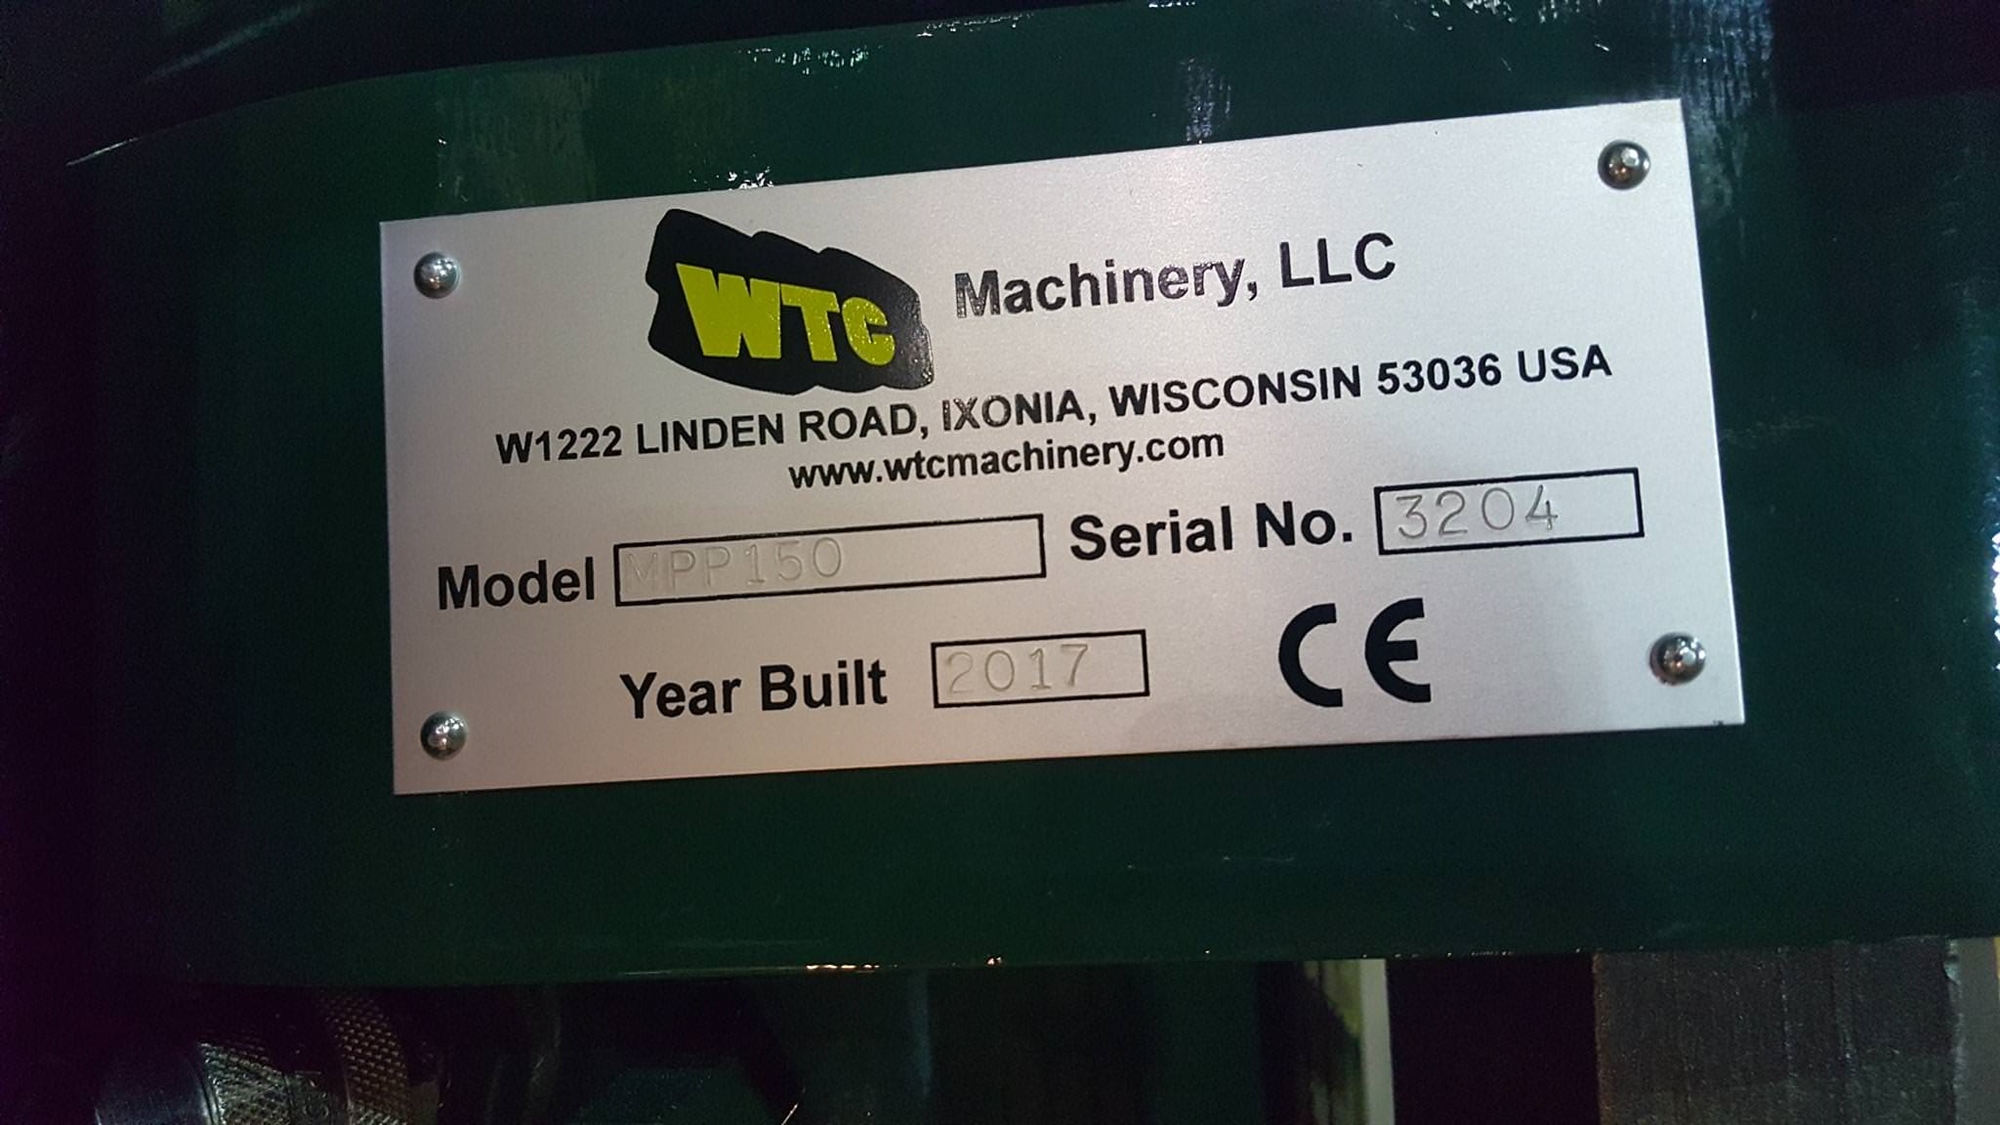 WTC Machinery, LLC
W1222 LINDEN ROAD, IXONIA, WISCONSIN 53036 USA
www.wtcmachinery.com
Model MPP150 Serial No. 3204
Year Built 2017 CE